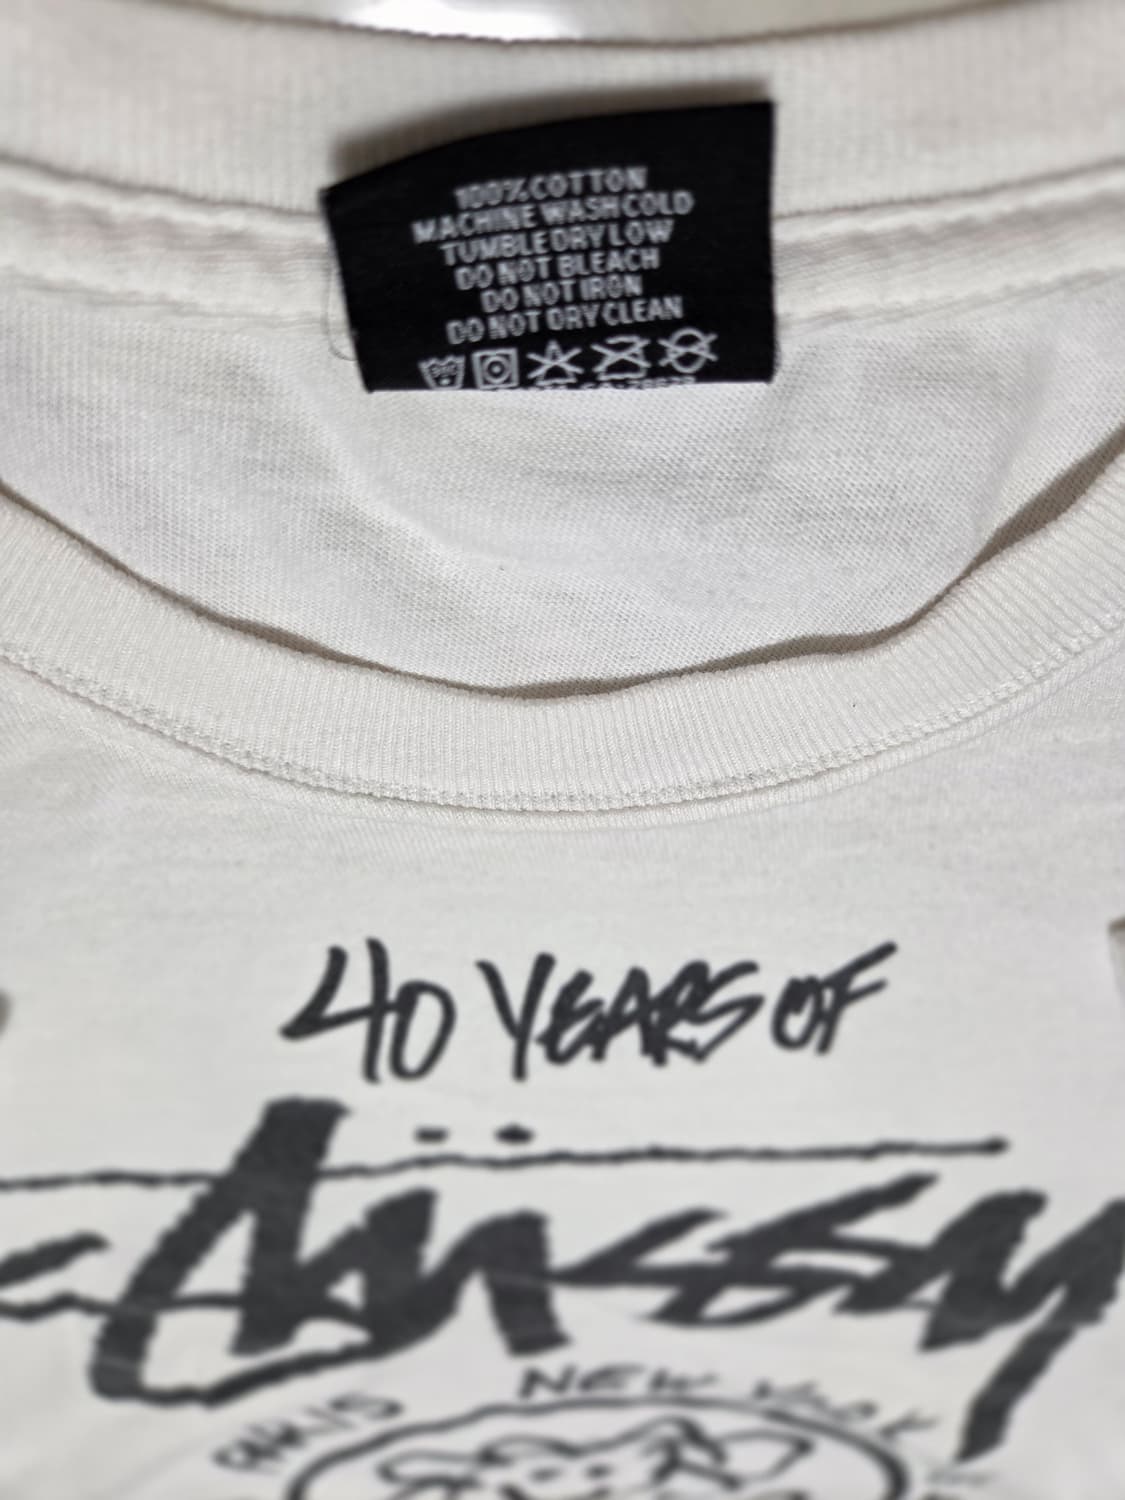 100% COTTON
MACHINE WASH COLD
TUMBLE DRY LOW
DO NOT BLEACH
DO NOT IRON
DO NOT DRY CLEAN
40 YEARS OF
Stüssy
PARIS
NEW YORK